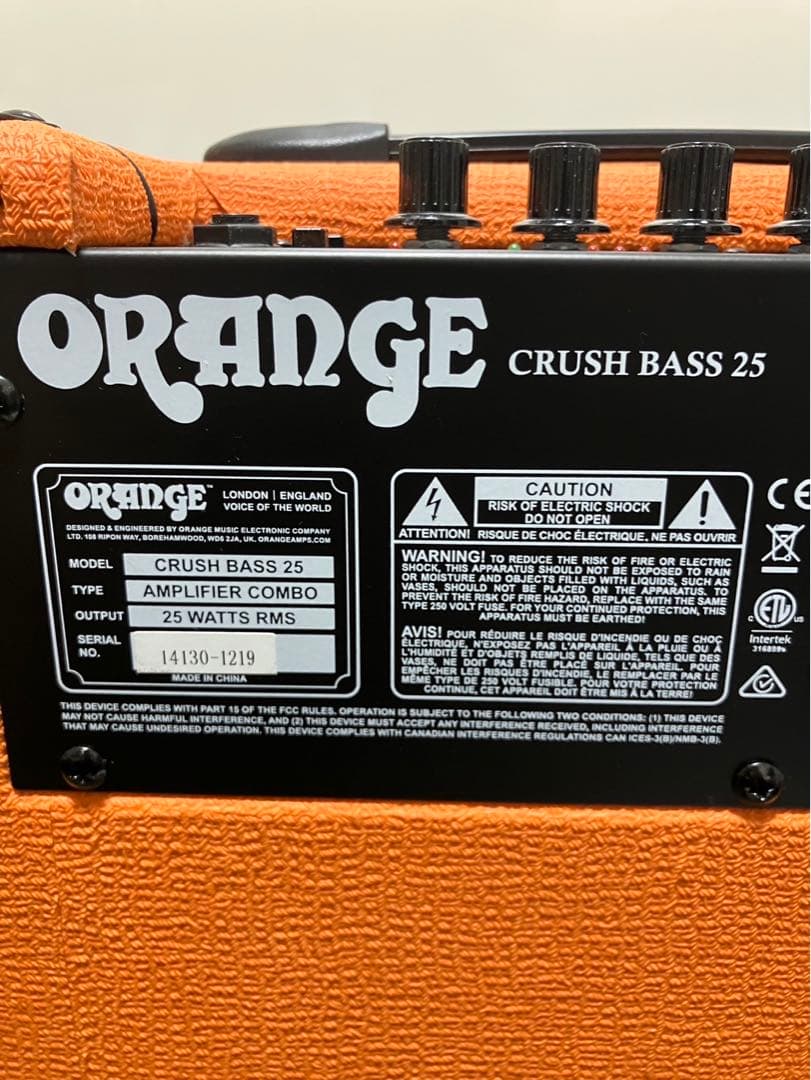 ORANGE CRUSH BASS 25
ORANGE™ LONDON | ENGLAND
VOICE OF THE WORLD
DESIGNED & ENGINEERED BY ORANGE MUSIC ELECTRONIC COMPANY
LTD. 108 RIPON WAY, BOREHAMWOOD, WD6 2JA, UK. ORANGEAMPS.COM
MODEL CRUSH BASS 25
TYPE AMPLIFIER COMBO
OUTPUT 25 WATTS RMS
SERIAL
NO. 14130-1219
MADE IN CHINA
CAUTION
RISK OF ELECTRIC SHOCK
DO NOT OPEN
ATTENTION! RISQUE DE CHOC ÉLECTRIQUE, NE PAS OUVRIR
WARNING! TO REDUCE THE RISK OF FIRE OR ELECTRIC
SHOCK, THIS APPARATUS SHOULD NOT BE EXPOSED TO RAIN
OR MOISTURE AND OBJECTS FILLED WITH LIQUIDS, SUCH AS
VASES, SHOULD NOT BE PLACED ON THE APPARATUS. TO
PREVENT THE RISK OF FIRE HAZARD, REPLACE WITH THE SAME
TYPE 250 VOLT FUSE. FOR YOUR CONTINUED PROTECTION, THIS
APPARATUS MUST BE EARTHED!
AVIS! POUR RÉDUIRE LE RISQUE D'INCENDIE OU DE CHOC
ÉLECTRIQUE, N'EXPOSEZ PAS L'APPAREIL À LA PLUIE OU À
L'HUMIDITÉ ET D'OBJETS REMPLIS DE LIQUIDE, TELS QUE DES
VASES, NE DOIT PAS ÊTRE PLACÉ SUR L'APPAREIL. POUR
EMPÊCHER LES RISQUES D'INCENDIE, LE REMPLACER PAR LE
MÊME TYPE DE 250 VOLT FUSIBLE. POUR VOTRE PROTECTION
CONTINUE, CET APPAREIL DOIT ÊTRE MIS À LA TERRE!
CE
ETL
c us
Intertek
THIS DEVICE COMPLIES WITH PART 15 OF THE FCC RULES. OPERATION IS SUBJECT TO THE FOLLOWING TWO CONDITIONS: (1) THIS DEVICE
MAY NOT CAUSE HARMFUL INTERFERENCE, AND (2) THIS DEVICE MUST ACCEPT ANY INTERFERENCE RECEIVED, INCLUDING INTERFERENCE
THAT MAY CAUSE UNDESIRED OPERATION. THIS DEVICE COMPLIES WITH CANADIAN INTERFERENCE REGULATIONS CAN ICES-3(B)/NMB-3(B).